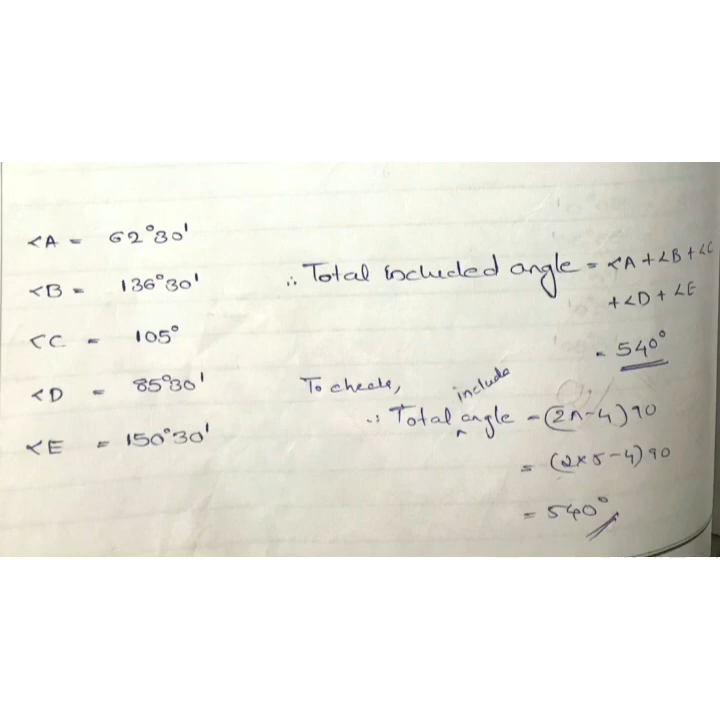 <A = 62°30'
<B = 136°30'
<C = 105°
<D = 85°30'
<E = 150°30'
∴ Total included angle = <A+<B+<C
+<D+<E
= 540°
To check,
include
∴ Total ^ angle = (2n-4)90
= (2×5-4)90
= 540°